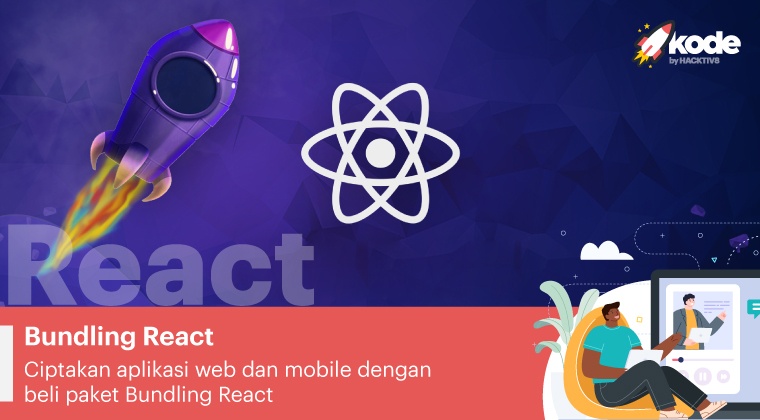 kode
by HACKTIV8
React
Bundling React
Ciptakan aplikasi web dan mobile dengan
beli paket Bundling React